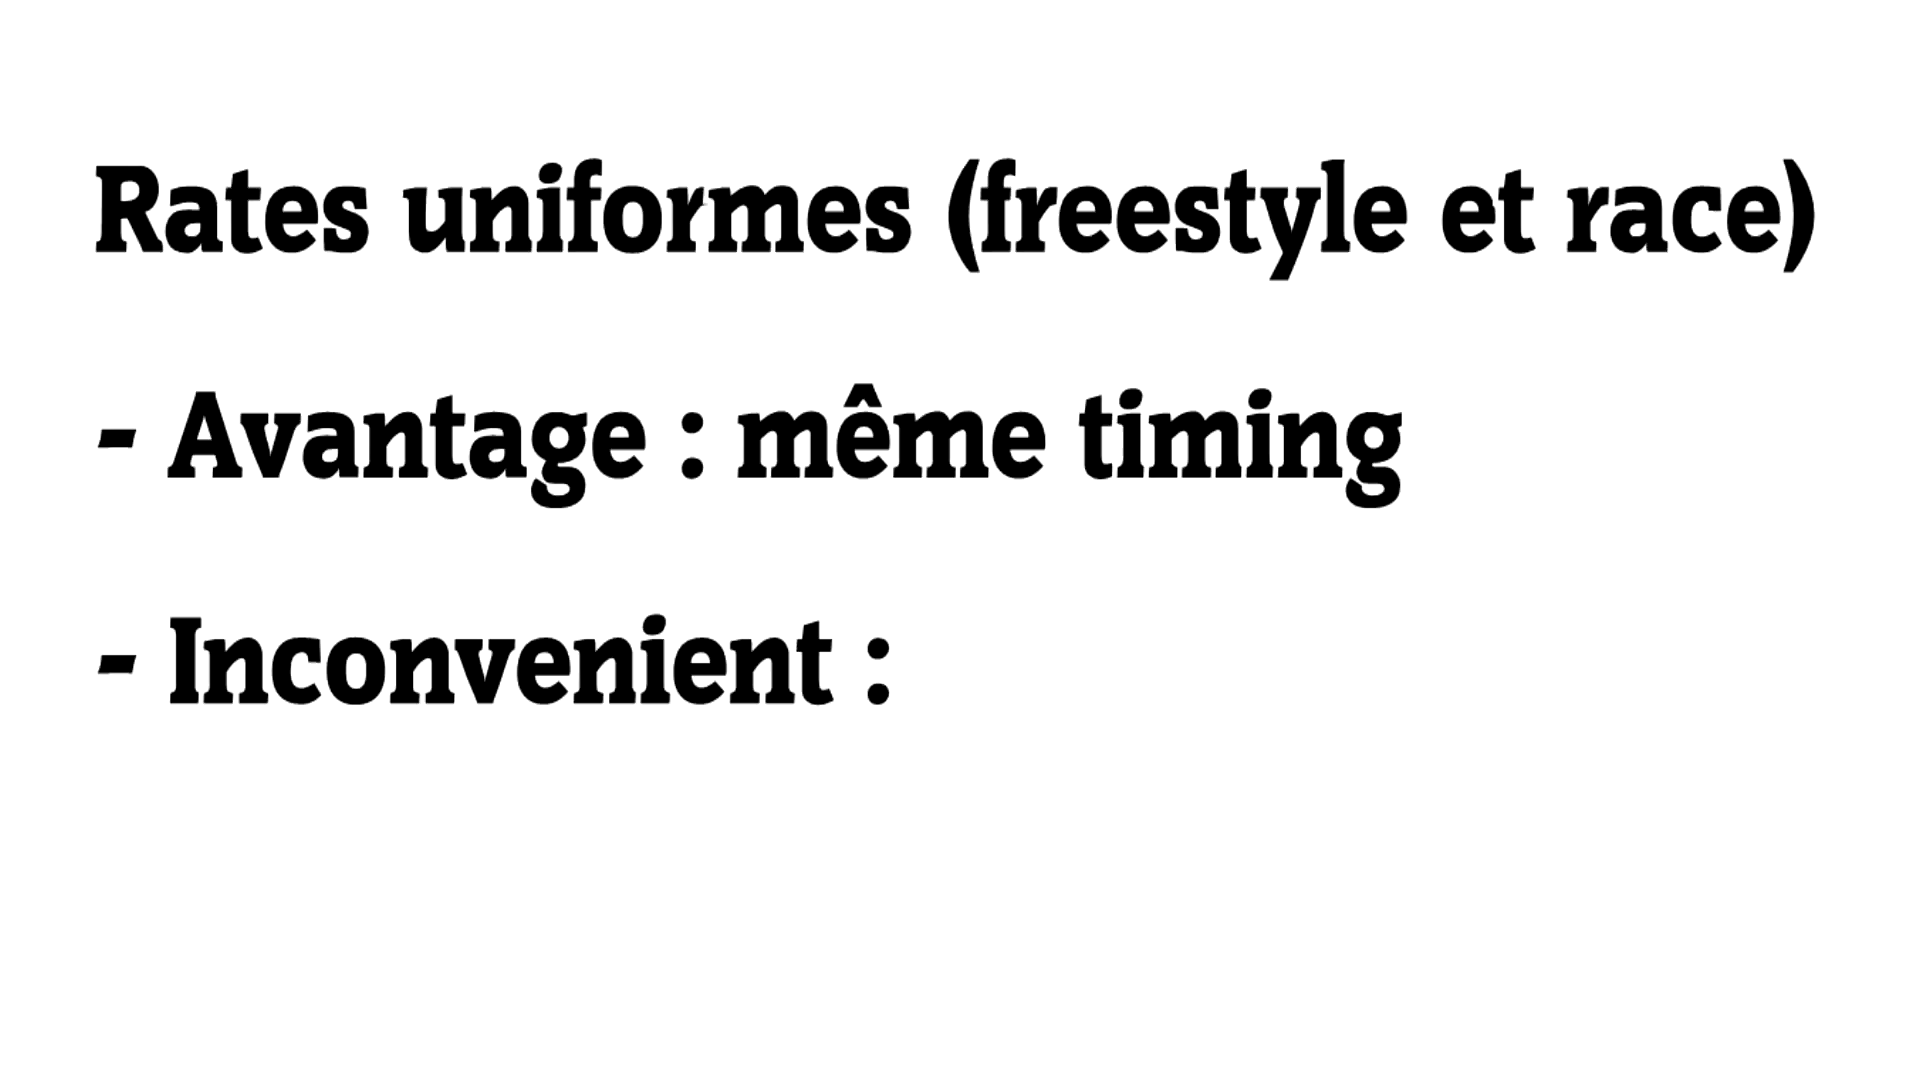 Rates uniformes (freestyle et race)
- Avantage : même timing
- Inconvenient :